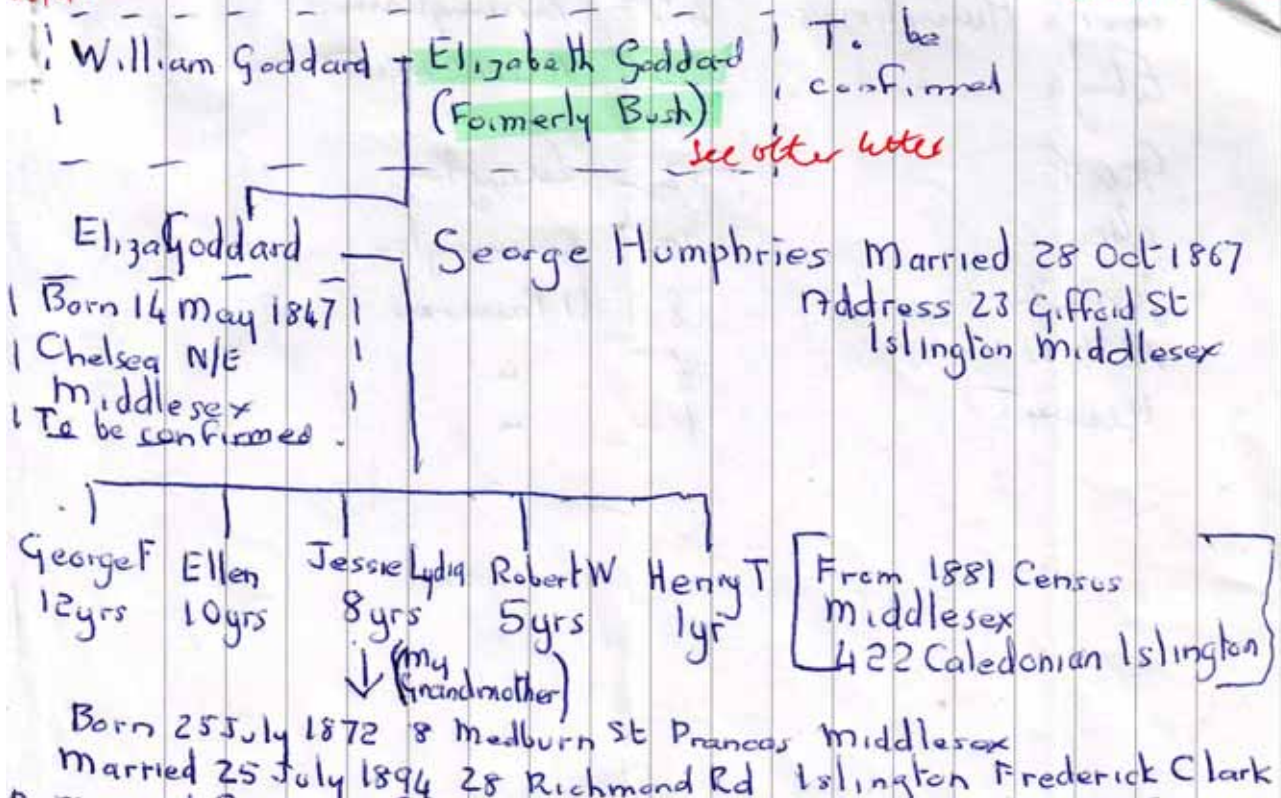 William Goddard Elizabeth Goddard To be
(Formerly Bush) confirmed
see other letter
Eliza Goddard George Humphries Married 28 Oct 1867
Born 14 May 1847 Address 23 Gifford St
Chelsea N/E Islington Middlesex
Middlesex
To be confirmed.
George F Ellen Jessie Lydia Robert W Henry T From 1881 Census
12yrs 10yrs 8yrs 5yrs 1yr Middlesex
422 Caledonian Islington
(My
Grandmother)
Born 25 July 1872 8 Medburn St Prancas Middlesex
Married 25 July 1894 28 Richmond Rd Islington Frederick Clark